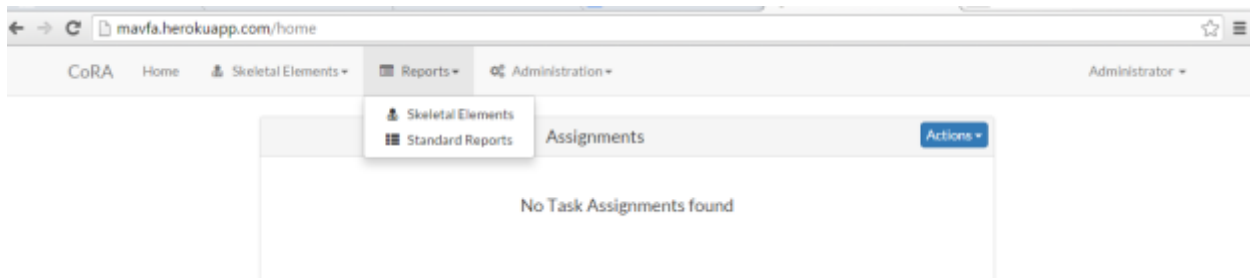 mavfa.herokuapp.com/home
CoRA Home Skeletal Elements Reports Administration Administrator
Skeletal Elements
Standard Reports
Assignments Actions
No Task Assignments found